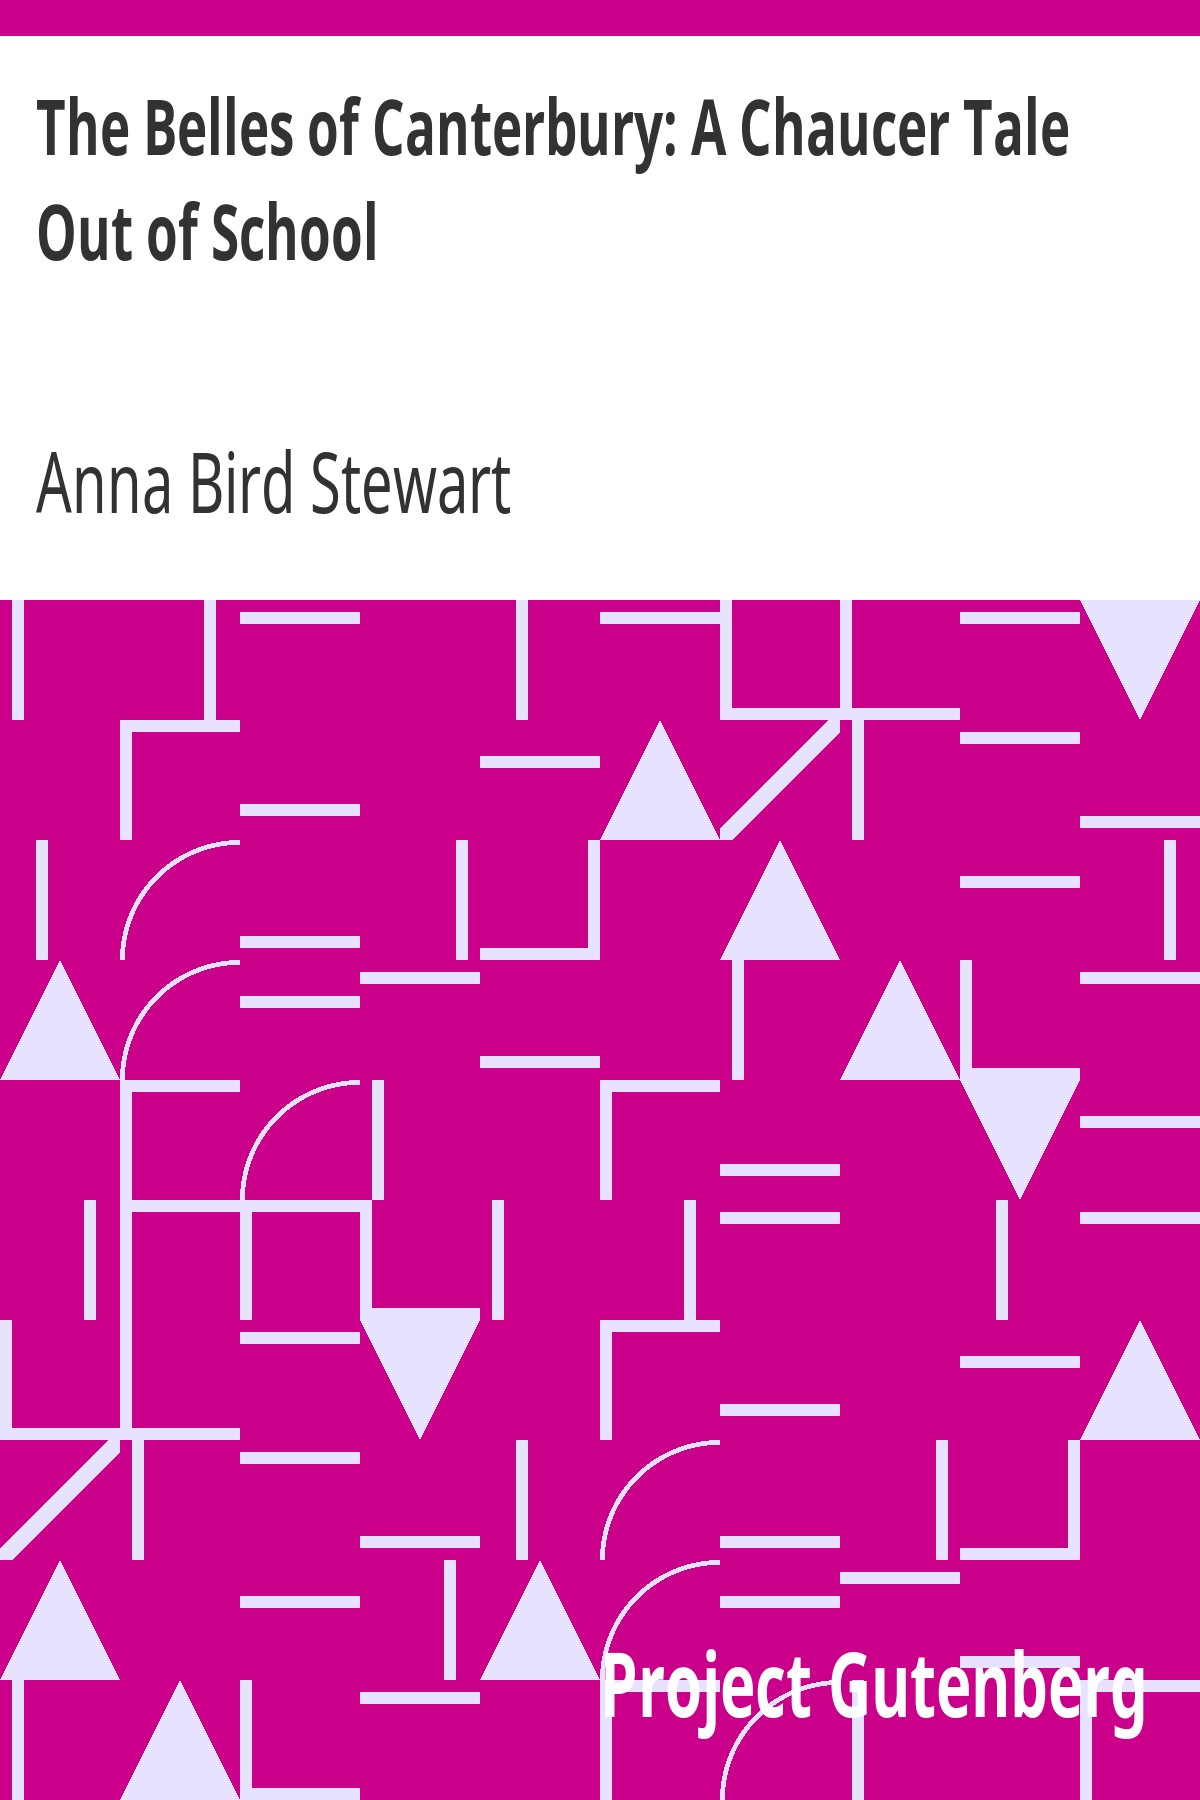 The Belles of Canterbury: A Chaucer Tale
Out of School
Anna Bird Stewart
Project Gutenberg